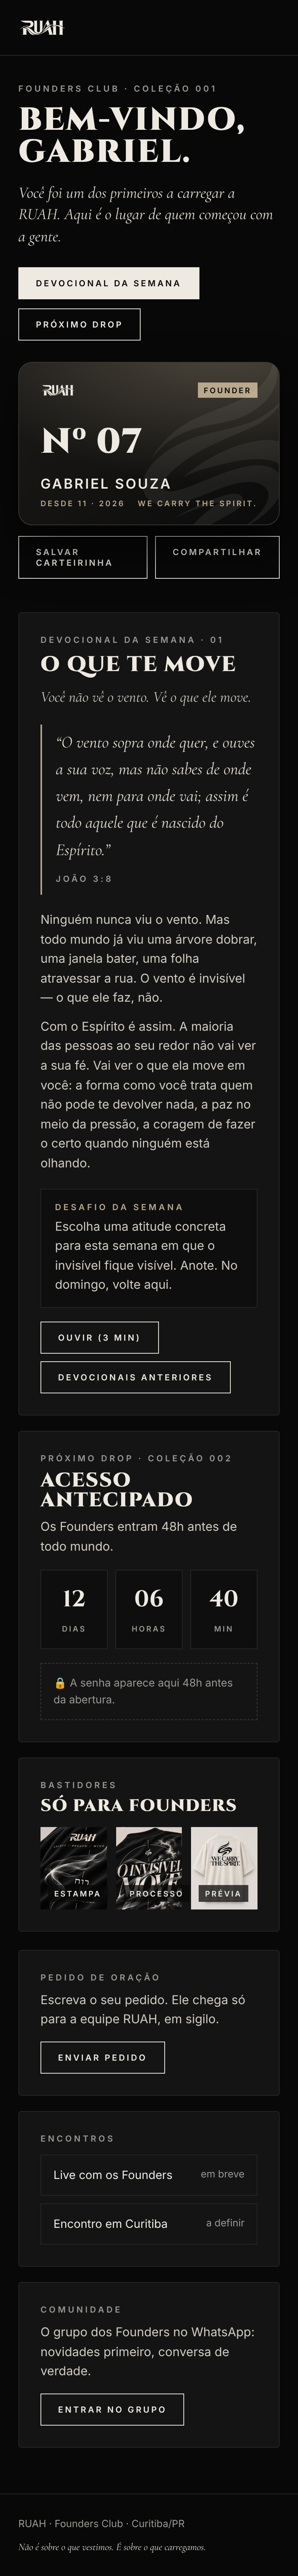 RUAH
FOUNDERS CLUB · COLEÇÃO 001
BEM-VINDO,
GABRIEL.
Você foi um dos primeiros a carregar a
RUAH. Aqui é o lugar de quem começou com
a gente.
DEVOCIONAL DA SEMANA
PRÓXIMO DROP
RUAH
FOUNDER
Nº 07
GABRIEL SOUZA
DESDE 11 · 2026 WE CARRY THE SPIRIT.
SALVAR
CARTEIRINHA
COMPARTILHAR
DEVOCIONAL DA SEMANA · 01
O QUE TE MOVE
Você não vê o vento. Vê o que ele move.
“O vento sopra onde quer, e ouves
a sua voz, mas não sabes de onde
vem, nem para onde vai; assim é
todo aquele que é nascido do
Espírito.”
JOÃO 3:8
Ninguém nunca viu o vento. Mas
todo mundo já viu uma árvore dobrar,
uma janela bater, uma folha
atravessar a rua. O vento é invisível
— o que ele faz, não.
Com o Espírito é assim. A maioria
das pessoas ao seu redor não vai ver
a sua fé. Vai ver o que ela move em
você: a forma como você trata quem
não pode te devolver nada, a paz no
meio da pressão, a coragem de fazer
o certo quando ninguém está
olhando.
DESAFIO DA SEMANA
Escolha uma atitude concreta
para esta semana em que o
invisível fique visível. Anote. No
domingo, volte aqui.
OUVIR (3 MIN)
DEVOCIONAIS ANTERIORES
PRÓXIMO DROP · COLEÇÃO 002
ACESSO
ANTECIPADO
Os Founders entram 48h antes de
todo mundo.
12 06 40
DIAS HORAS MIN
🔒 A senha aparece aqui 48h antes
da abertura.
BASTIDORES
SÓ PARA FOUNDERS
RUAH
רוח
ESTAMPA
O INVISÍVEL
MOVE
PROCESSO
WE CARRY
THE SPIRIT.
PRÉVIA
PEDIDO DE ORAÇÃO
Escreva o seu pedido. Ele chega só
para a equipe RUAH, em sigilo.
ENVIAR PEDIDO
ENCONTROS
Live com os Founders em breve
Encontro em Curitiba a definir
COMUNIDADE
O grupo dos Founders no WhatsApp:
novidades primeiro, conversa de
verdade.
ENTRAR NO GRUPO
RUAH · Founders Club · Curitiba/PR
Não é sobre o que vestimos. É sobre o que carregamos.